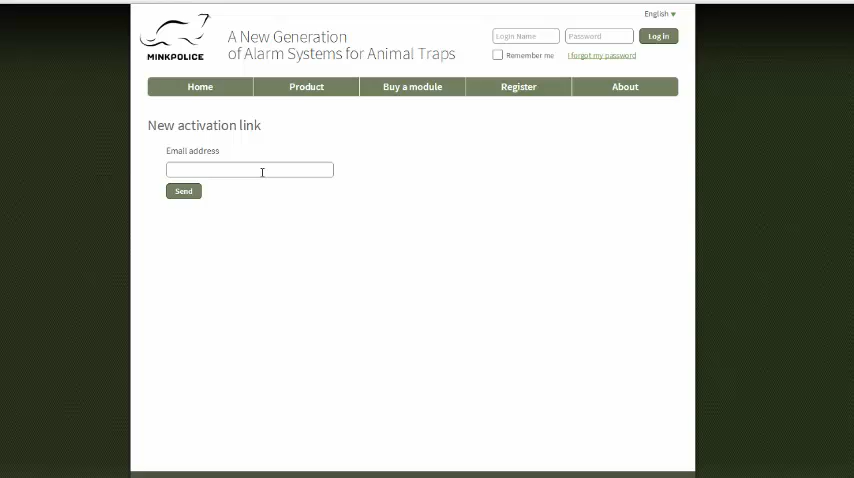 English
MINKPOLICE
A New Generation
of Alarm Systems for Animal Traps
Login Name
Password
Log in
Remember me
I forgot my password
Home
Product
Buy a module
Register
About
New activation link
Email address
Send